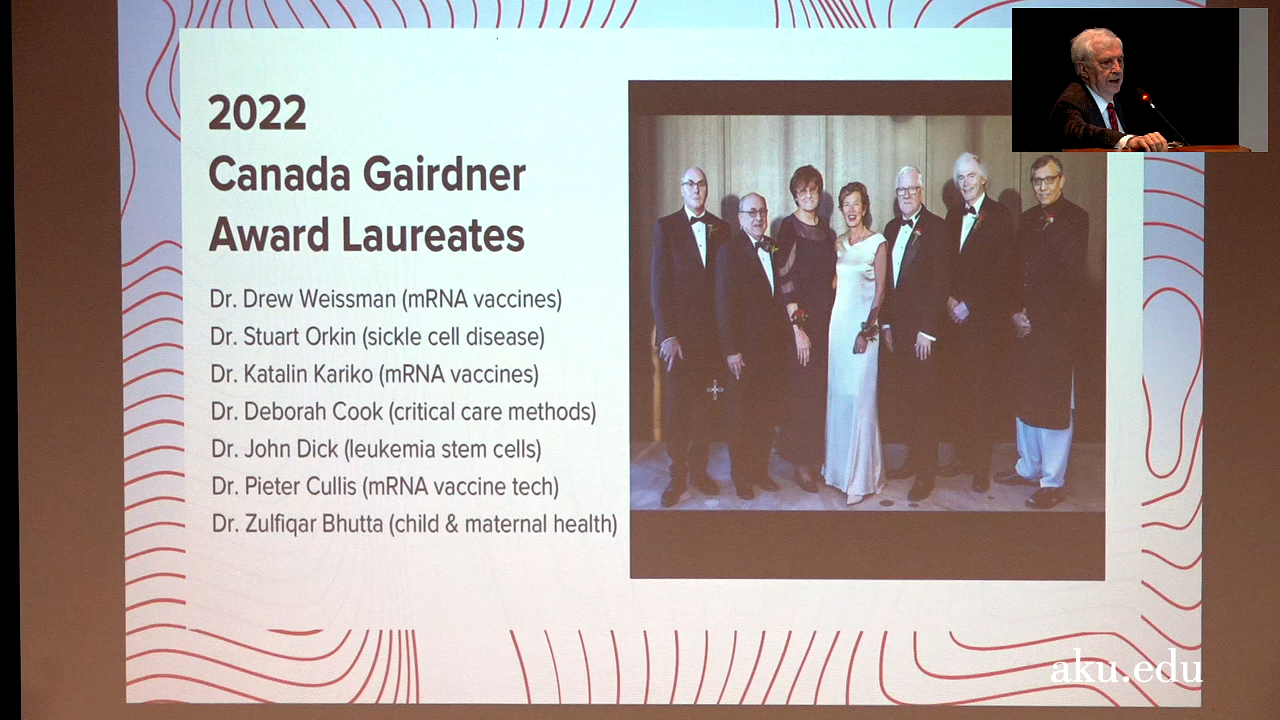 2022
Canada Gairdner
Award Laureates
Dr. Drew Weissman (mRNA vaccines)
Dr. Stuart Orkin (sickle cell disease)
Dr. Katalin Kariko (mRNA vaccines)
Dr. Deborah Cook (critical care methods)
Dr. John Dick (leukemia stem cells)
Dr. Pieter Cullis (mRNA vaccine tech)
Dr. Zulfiqar Bhutta (child & maternal health)
aku.edu